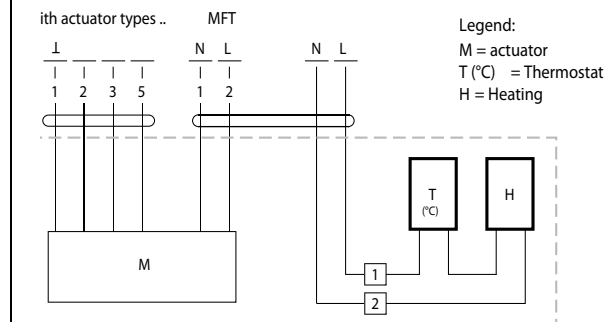 ith actuator types .. MFT
⊥ N L N L
1 2 3 5 1 2
Legend:
M = actuator
T (°C) = Thermostat
H = Heating
T
(°C)
H
M
1
2